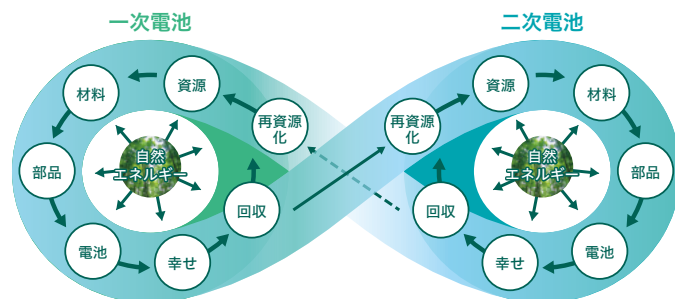 一次電池
二次電池
資源
材料
部品
電池
幸せ
回収
再資源
化
自然
エネルギー
資源
材料
部品
電池
幸せ
回収
再資源
化
自然
エネルギー